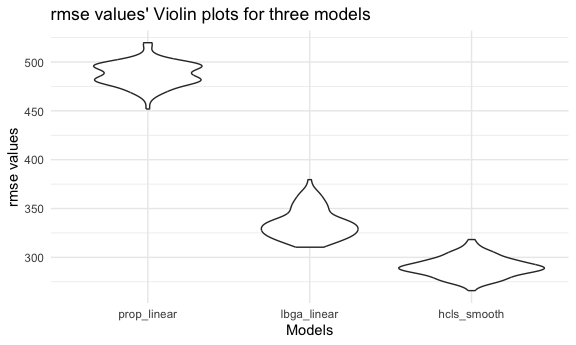 rmse values' Violin plots for three models
500
450
400
350
300
rmse values
prop_linear lbga_linear hcls_smooth
Models